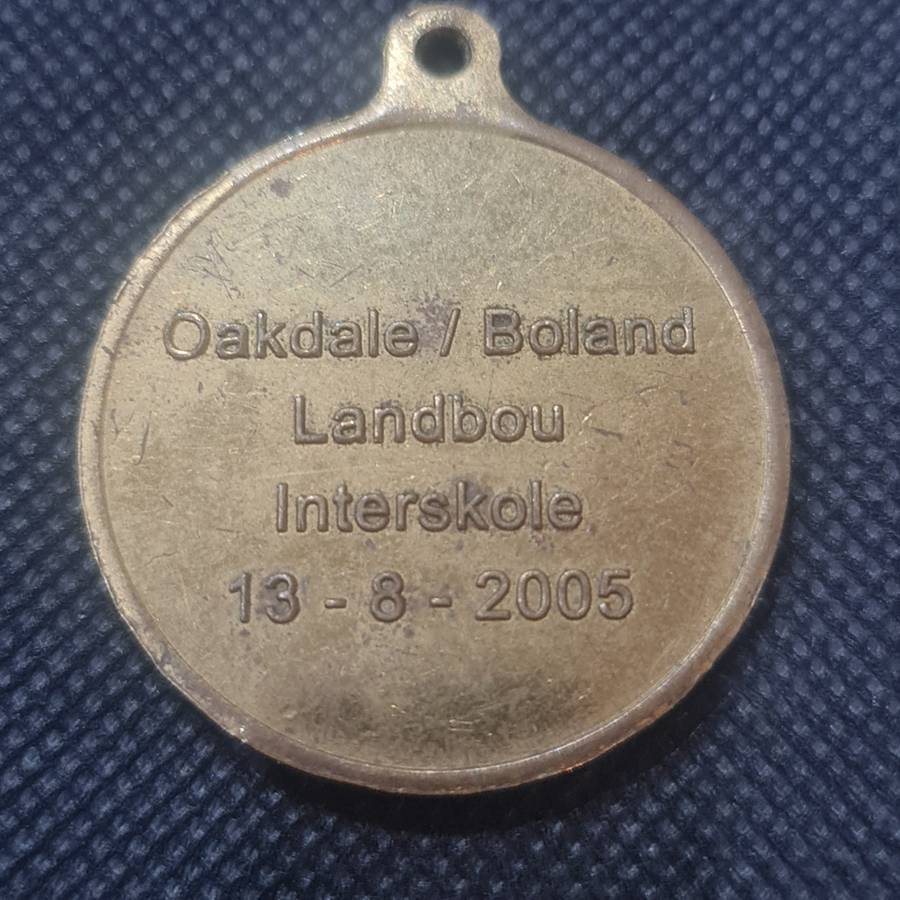 Oakdale / Boland
Landbou
Interskole
13 - 8 - 2005